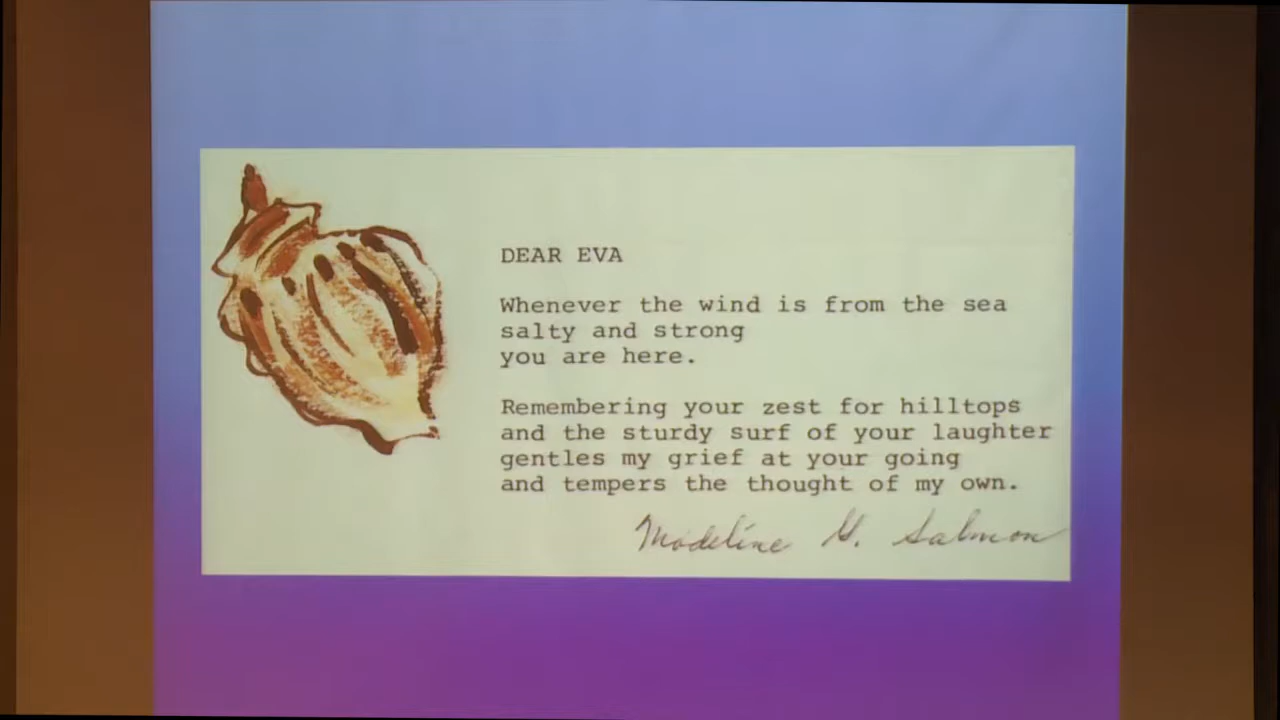 DEAR EVA
Whenever the wind is from the sea
salty and strong
you are here.
Remembering your zest for hilltops
and the sturdy surf of your laughter
gentles my grief at your going
and tempers the thought of my own.
Madeline G. Salmon